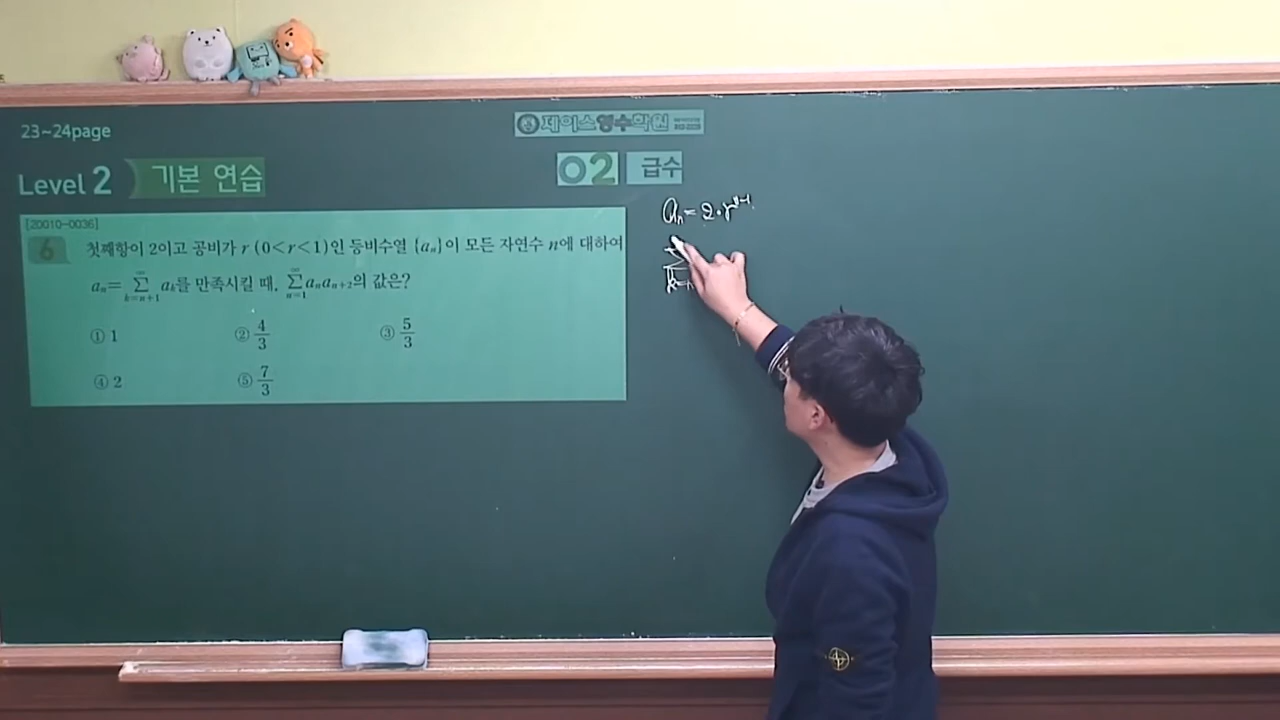 23~24page
제이스영수학원
Level 2 기본 연습
02 급수
[20010-0036]
6 첫째항이 2이고 공비가 r (0<r<1)인 등비수열 {aₙ}이 모든 자연수 n에 대하여
aₙ= ∑_{k=n+1}^{∞} aₖ를 만족시킬 때, ∑_{n=1}^{∞} aₙaₙ₊₂의 값은?
① 1 ② 4/3 ③ 5/3
④ 2 ⑤ 7/3
aₙ = 2·rⁿ⁻¹